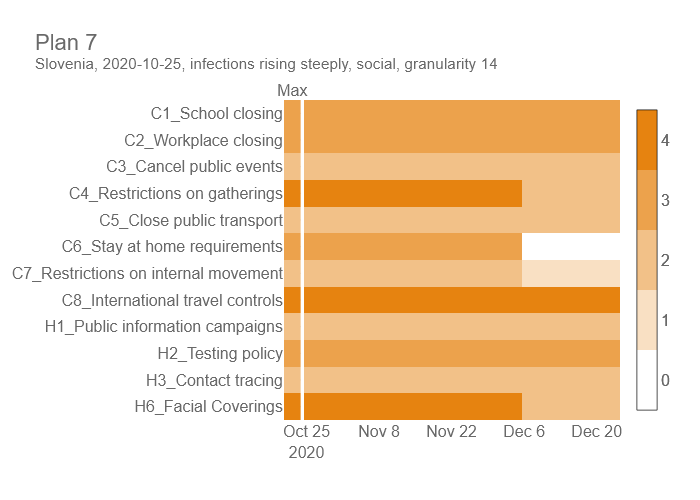 Plan 7
Slovenia, 2020-10-25, infections rising steeply, social, granularity 14
Max
C1_School closing
C2_Workplace closing
C3_Cancel public events
C4_Restrictions on gatherings
C5_Close public transport
C6_Stay at home requirements
C7_Restrictions on internal movement
C8_International travel controls
H1_Public information campaigns
H2_Testing policy
H3_Contact tracing
H6_Facial Coverings
Oct 25 Nov 8 Nov 22 Dec 6 Dec 20
2020
4
3
2
1
0